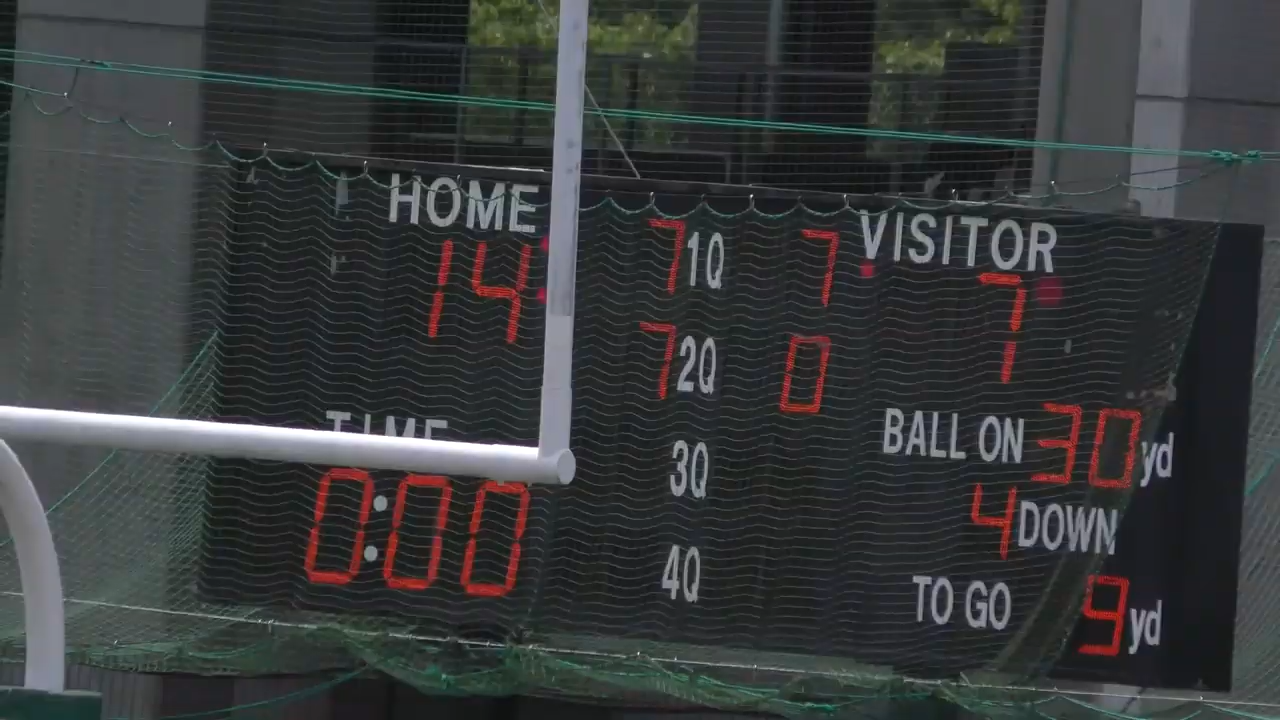 HOME 7 1Q 7 VISITOR
14 7
7 2Q 0
TIME BALL ON 30 yd
0:00 3Q
4 DOWN
4Q TO GO 9 yd